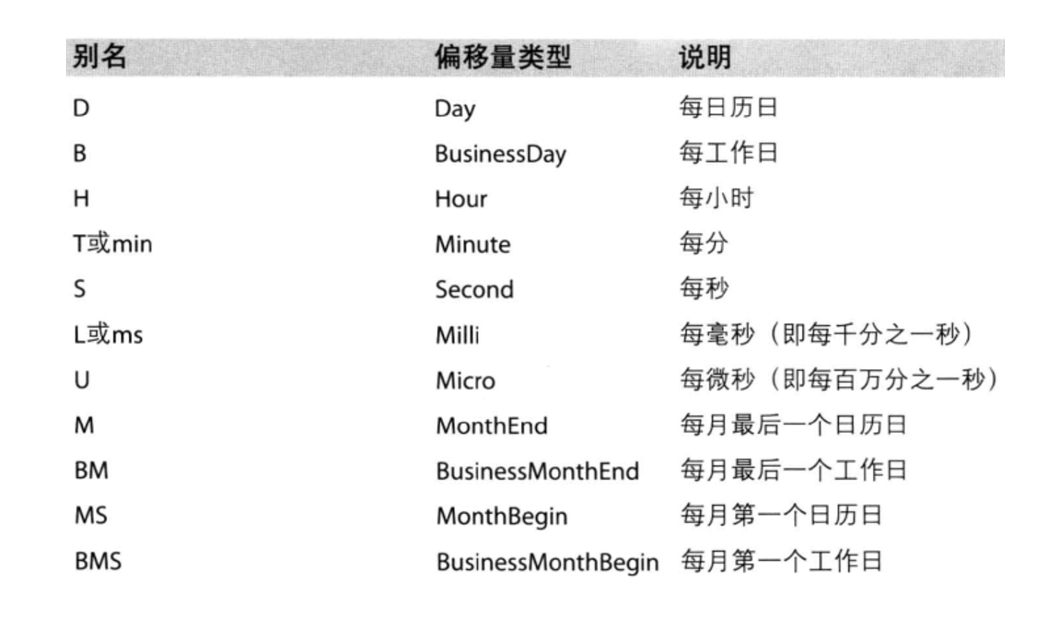 别名 偏移量类型 说明
D Day 每日历日
B BusinessDay 每工作日
H Hour 每小时
T或min Minute 每分
S Second 每秒
L或ms Milli 每毫秒（即每千分之一秒）
U Micro 每微秒（即每百万分之一秒）
M MonthEnd 每月最后一个日历日
BM BusinessMonthEnd 每月最后一个工作日
MS MonthBegin 每月第一个日历日
BMS BusinessMonthBegin 每月第一个工作日